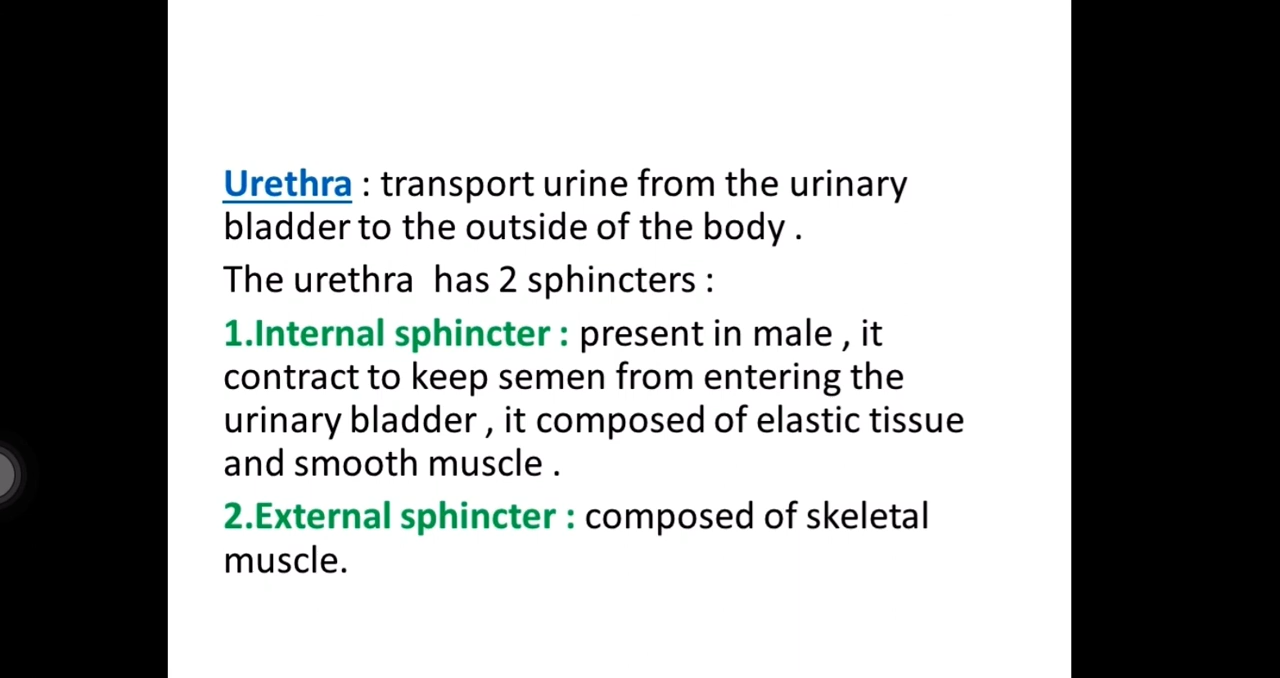 Urethra : transport urine from the urinary
bladder to the outside of the body .
The urethra  has 2 sphincters :
1.Internal sphincter : present in male , it
contract to keep semen from entering the
urinary bladder , it composed of elastic tissue
and smooth muscle .
2.External sphincter : composed of skeletal
muscle.